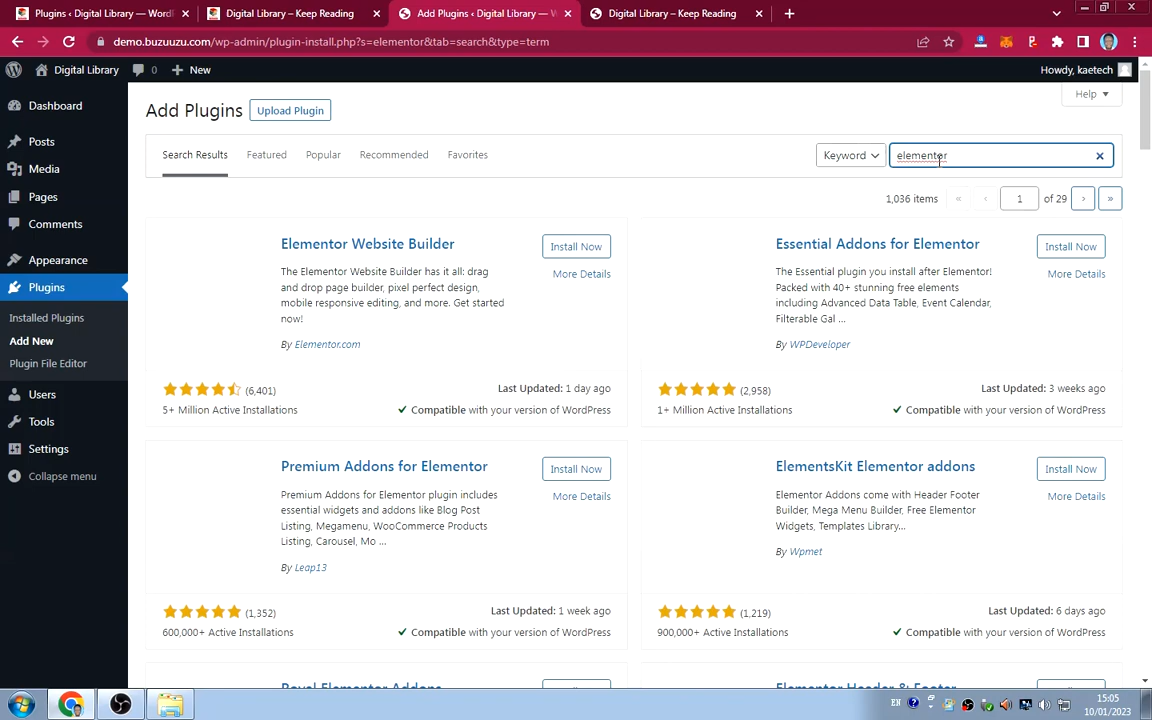 Plugins ‹ Digital Library — WordP
Digital Library – Keep Reading
Add Plugins ‹ Digital Library — W
Digital Library – Keep Reading
demo.buzuuzu.com/wp-admin/plugin-install.php?s=elementor&tab=search&type=term
Digital Library
0
New
Howdy, kaetech
Dashboard
Posts
Media
Pages
Comments
Appearance
Plugins
Installed Plugins
Add New
Plugin File Editor
Users
Tools
Settings
Collapse menu
Help
Add Plugins
Upload Plugin
Search Results
Featured
Popular
Recommended
Favorites
Keyword
elementor
1,036 items « ‹ 1 of 29 › »
Elementor Website Builder
Install Now
More Details
The Elementor Website Builder has it all: drag
and drop page builder, pixel perfect design,
mobile responsive editing, and more. Get started
now!
By Elementor.com
(6,401)
5+ Million Active Installations
Last Updated: 1 day ago
Compatible with your version of WordPress
Essential Addons for Elementor
Install Now
More Details
The Essential plugin you install after Elementor!
Packed with 40+ stunning free elements
including Advanced Data Table, Event Calendar,
Filterable Gal ...
By WPDeveloper
(2,958)
1+ Million Active Installations
Last Updated: 3 weeks ago
Compatible with your version of WordPress
Premium Addons for Elementor
Install Now
More Details
Premium Addons for Elementor plugin includes
essential widgets and addons like Blog Post
Listing, Megamenu, WooCommerce Products
Listing, Carousel, Mo ...
By Leap13
(1,352)
600,000+ Active Installations
Last Updated: 1 week ago
Compatible with your version of WordPress
ElementsKit Elementor addons
Install Now
More Details
Elementor Addons come with Header Footer
Builder, Mega Menu Builder, Free Elementor
Widgets, Templates Library...
By Wpmet
(1,219)
900,000+ Active Installations
Last Updated: 6 days ago
Compatible with your version of WordPress
Royal Elementor Addons
Elementor Header & Footer
EN
15:05
10/01/2023